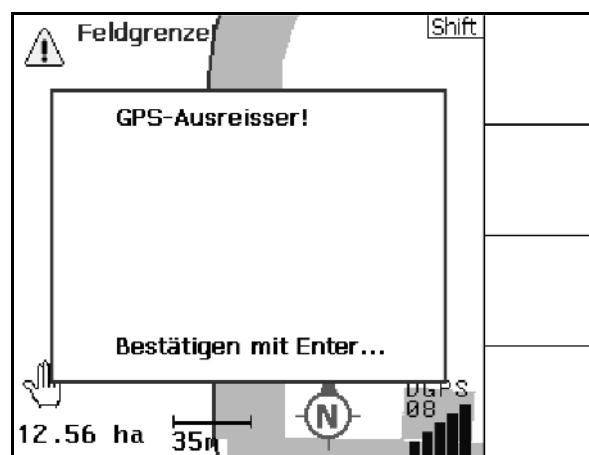 Feldgrenze
Shift
GPS-Ausreisser!
Bestätigen mit Enter...
DGPS
08
N
12.56 ha
35m